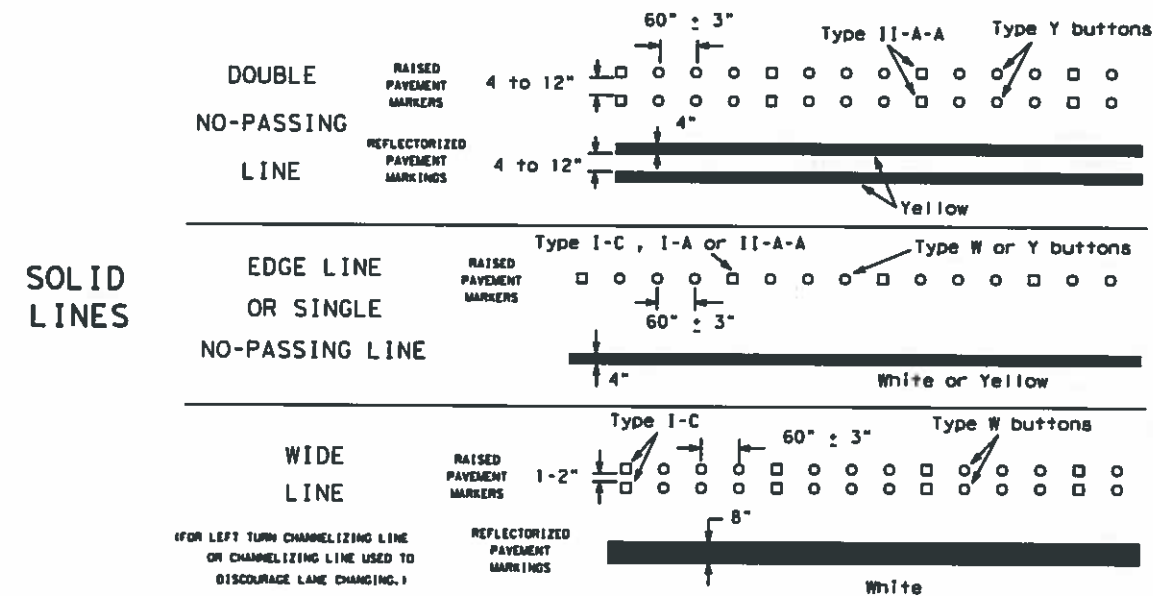 SOLID
LINES
DOUBLE
NO-PASSING
LINE
RAISED
PAVEMENT
MARKERS
4 to 12"
60" ± 3"
Type II-A-A
Type Y buttons
REFLECTORIZED
PAVEMENT
MARKINGS
4 to 12"
4"
Yellow
EDGE LINE
OR SINGLE
NO-PASSING LINE
RAISED
PAVEMENT
MARKERS
Type I-C , I-A or II-A-A
Type W or Y buttons
60" ± 3"
4"
White or Yellow
WIDE
LINE
(FOR LEFT TURN CHANNELIZING LINE
OR CHANNELIZING LINE USED TO
DISCOURAGE LANE CHANGING.)
RAISED
PAVEMENT
MARKERS
1-2"
Type I-C
60" ± 3"
Type W buttons
REFLECTORIZED
PAVEMENT
MARKINGS
8"
White